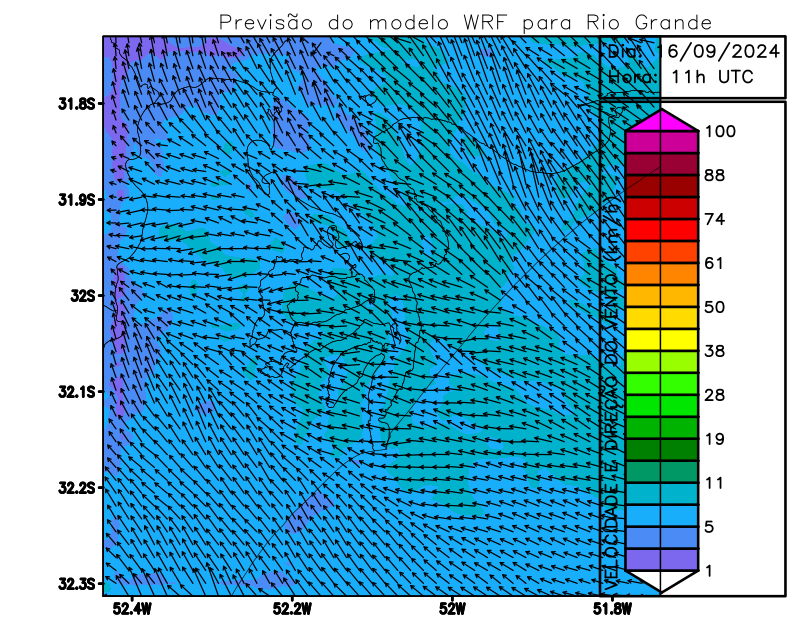 Previsão do modelo WRF para Rio Grande
Dia: 16/09/2024
Hora: 11h UTC
31.8S
31.9S
32S
32.1S
32.2S
32.3S
52.4W
52.2W
52W
51.8W
VELOCIDADE E DIREÇÃO DO VENTO (km/h)
100
88
74
61
50
38
28
19
11
5
1